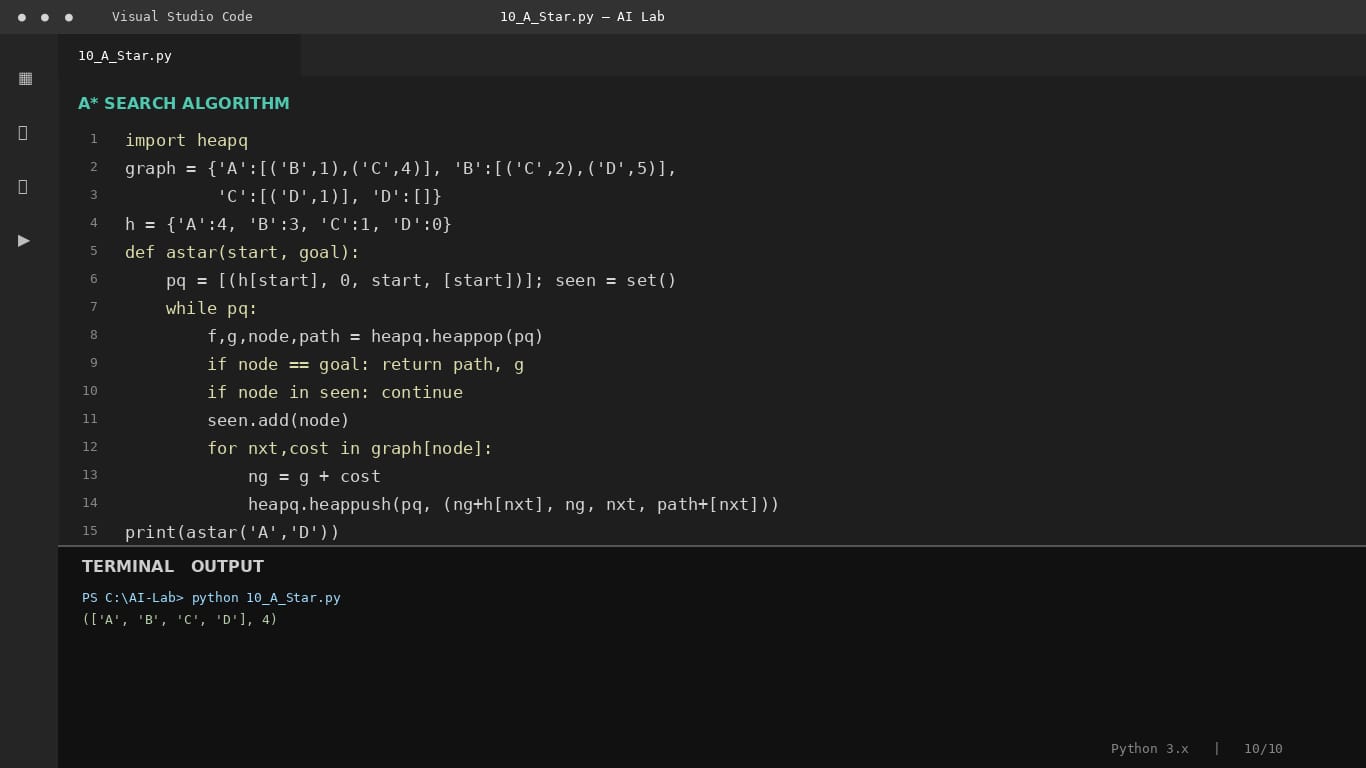 Visual Studio Code
10_A_Star.py — AI Lab
10_A_Star.py
A* SEARCH ALGORITHM
1 import heapq
2 graph = {'A':[('B',1),('C',4)], 'B':[('C',2),('D',5)],
3          'C':[('D',1)], 'D':[]}
4 h = {'A':4, 'B':3, 'C':1, 'D':0}
5 def astar(start, goal):
6     pq = [(h[start], 0, start, [start])]; seen = set()
7     while pq:
8         f,g,node,path = heapq.heappop(pq)
9         if node == goal: return path, g
10         if node in seen: continue
11         seen.add(node)
12         for nxt,cost in graph[node]:
13             ng = g + cost
14             heapq.heappush(pq, (ng+h[nxt], ng, nxt, path+[nxt]))
15 print(astar('A','D'))
TERMINAL OUTPUT
PS C:\AI-Lab> python 10_A_Star.py
(['A', 'B', 'C', 'D'], 4)
Python 3.x | 10/10